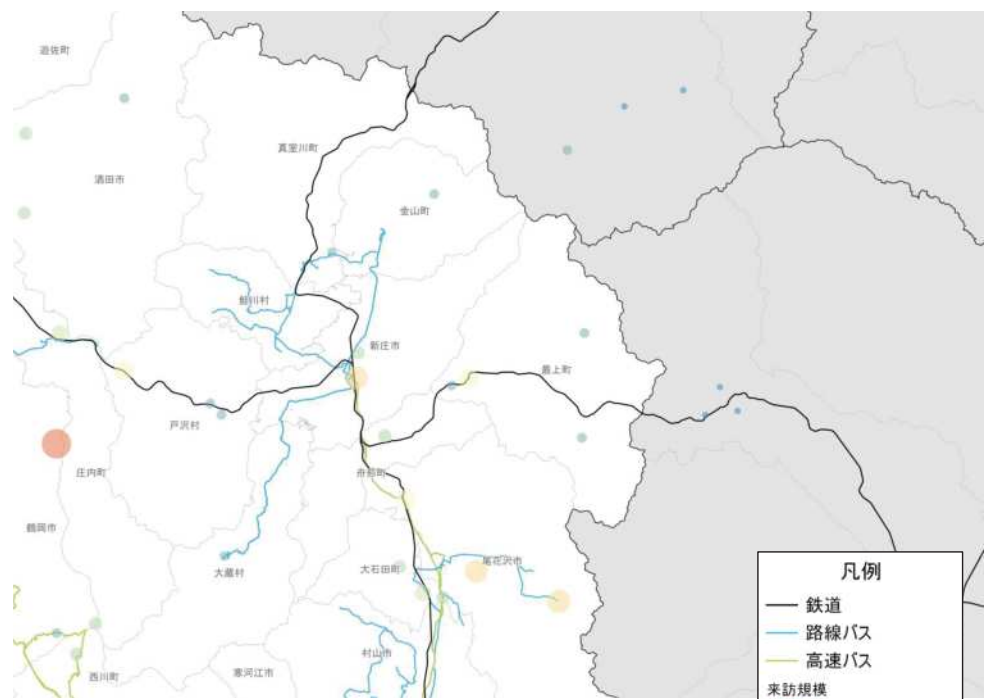 遊佐町
真室川町
酒田市
金山町
鮭川村
新庄市
最上町
戸沢村
庄内町
舟形町
鶴岡市
尾花沢市
大石田町
大蔵村
村山市
寒河江市
西川町
凡例
鉄道
路線バス
高速バス
来訪規模